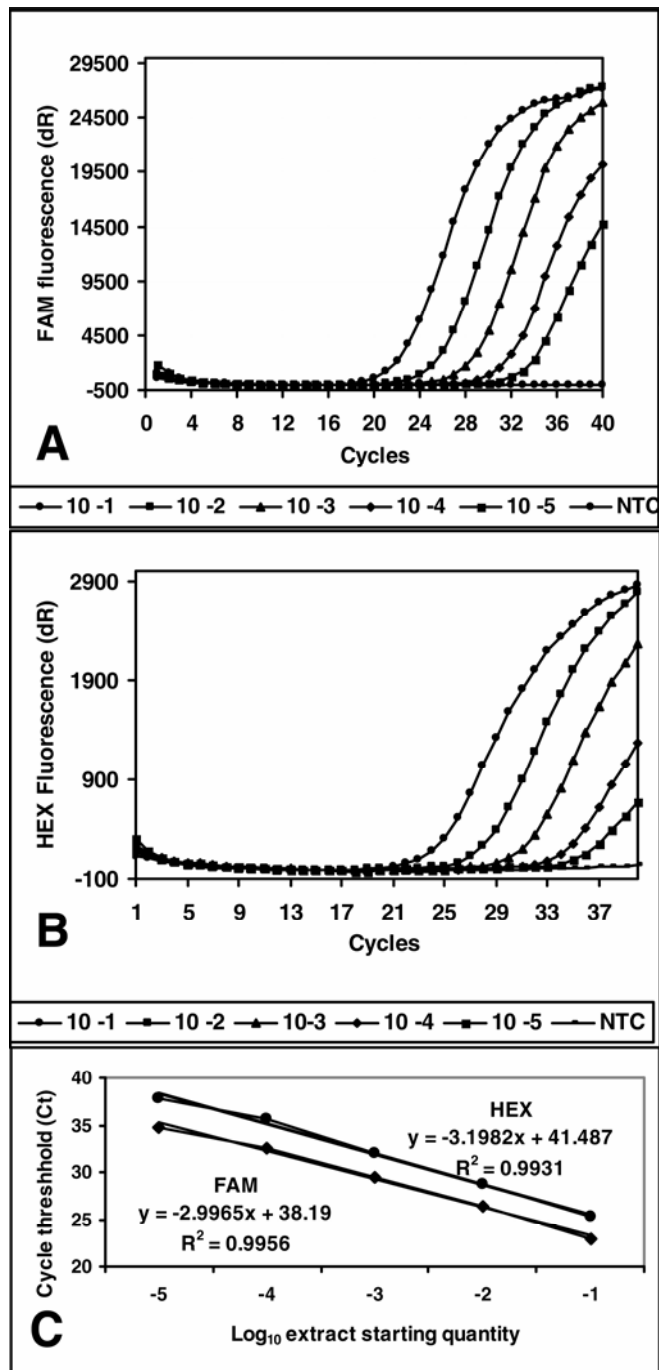 29500
24500
19500
14500
9500
4500
-500
FAM fluorescence (dR)
0 4 8 12 16 20 24 28 32 36 40
Cycles
A
10 -1 10 -2 10 -3 10 -4 10 -5 NTC
2900
1900
900
-100
HEX Fluorescence (dR)
1 5 9 13 17 21 25 29 33 37
Cycles
B
10 -1 10 -2 10-3 10 -4 10 -5 NTC
40
35
30
25
20
Cycle threshhold (Ct)
HEX
y = -3.1982x + 41.487
R² = 0.9931
FAM
y = -2.9965x + 38.19
R² = 0.9956
-5 -4 -3 -2 -1
Log₁₀ extract starting quantity
C